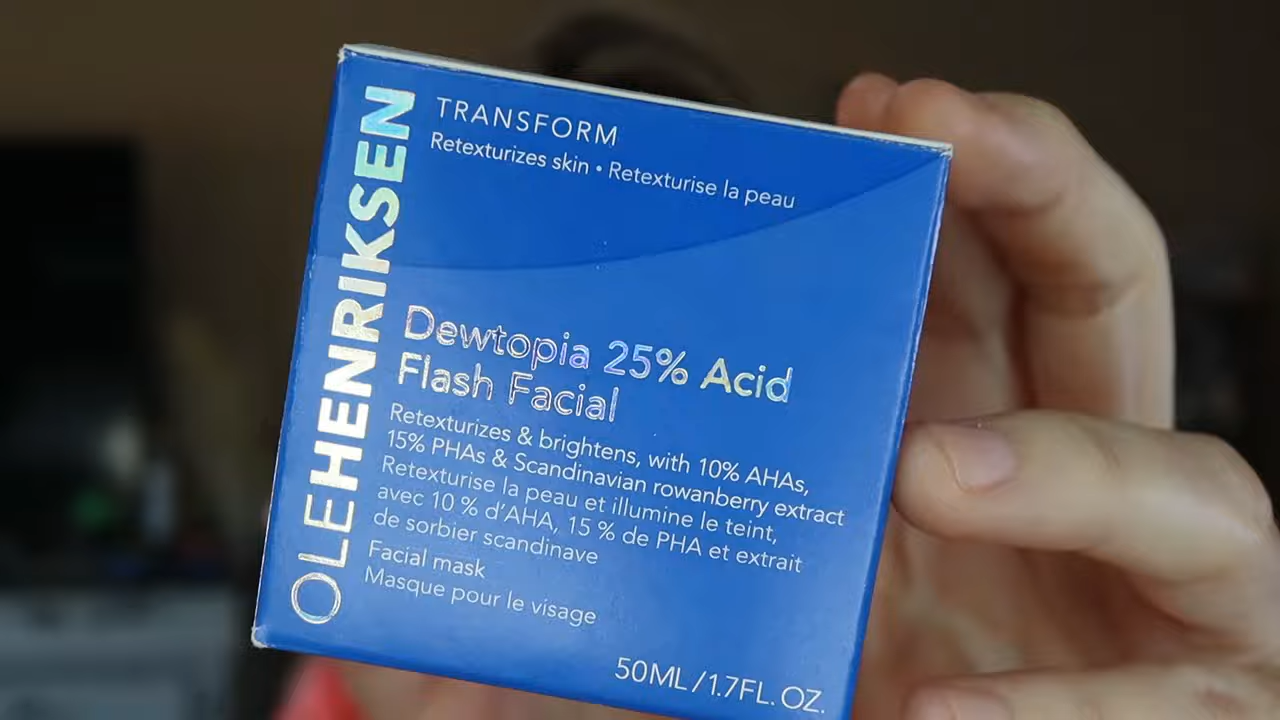 OLEHENRIKSEN
TRANSFORM
Retexturizes skin • Retexturise la peau
Dewtopia 25% Acid
Flash Facial
Retexturizes & brightens, with 10% AHAs,
15% PHAs & Scandinavian rowanberry extract
Retexturise la peau et illumine le teint,
avec 10 % d'AHA, 15 % de PHA et extrait
de sorbier scandinave
Facial mask
Masque pour le visage
50ML/1.7FL. OZ.